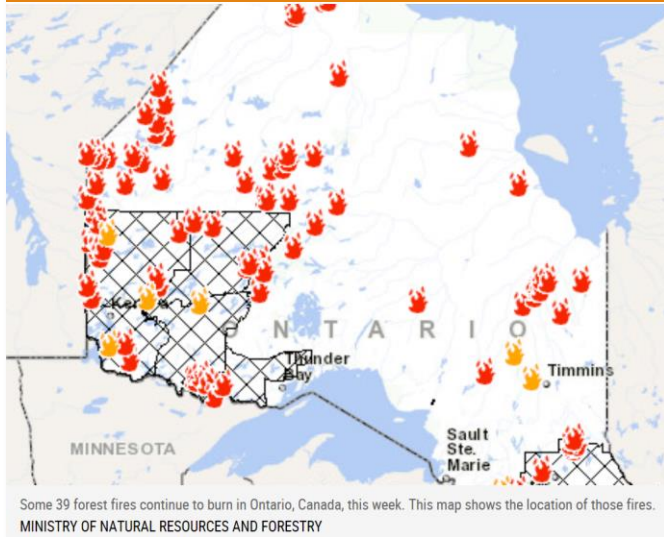 Kenora
ONTARIO
Thunder
Bay
Timmins
MINNESOTA
Sault
Ste.
Marie
Some 39 forest fires continue to burn in Ontario, Canada, this week. This map shows the location of those fires.
MINISTRY OF NATURAL RESOURCES AND FORESTRY